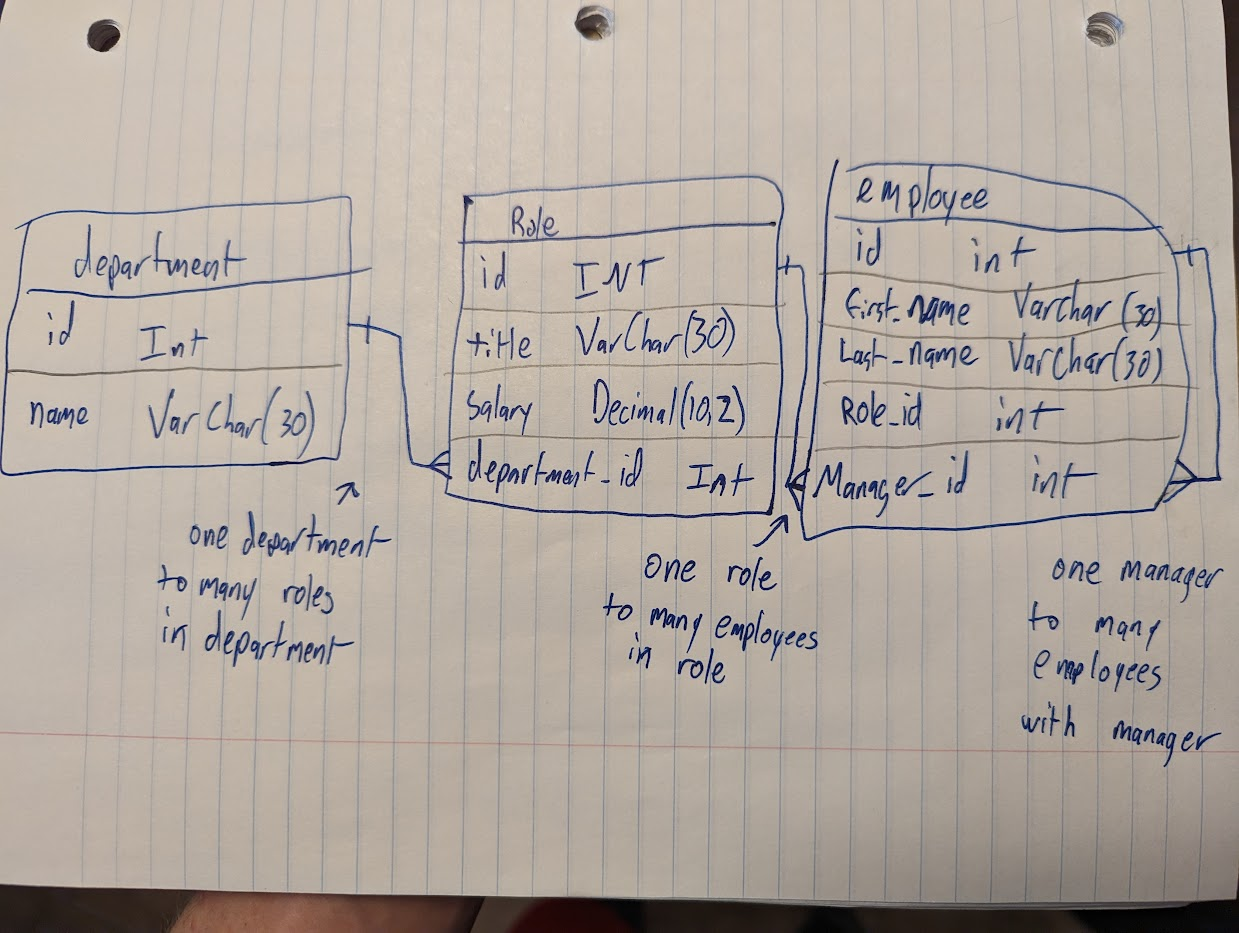 department
id Int
name VarChar(30)
one department
to many roles
in department
Role
id INT
title VarChar(30)
salary Decimal(10,2)
department_id Int
one role
to many employees
in role
employee
id int
first_name Varchar (30)
Last_name VarChar(30)
Role_id int
Manager_id int
one manager
to many
employees
with manager